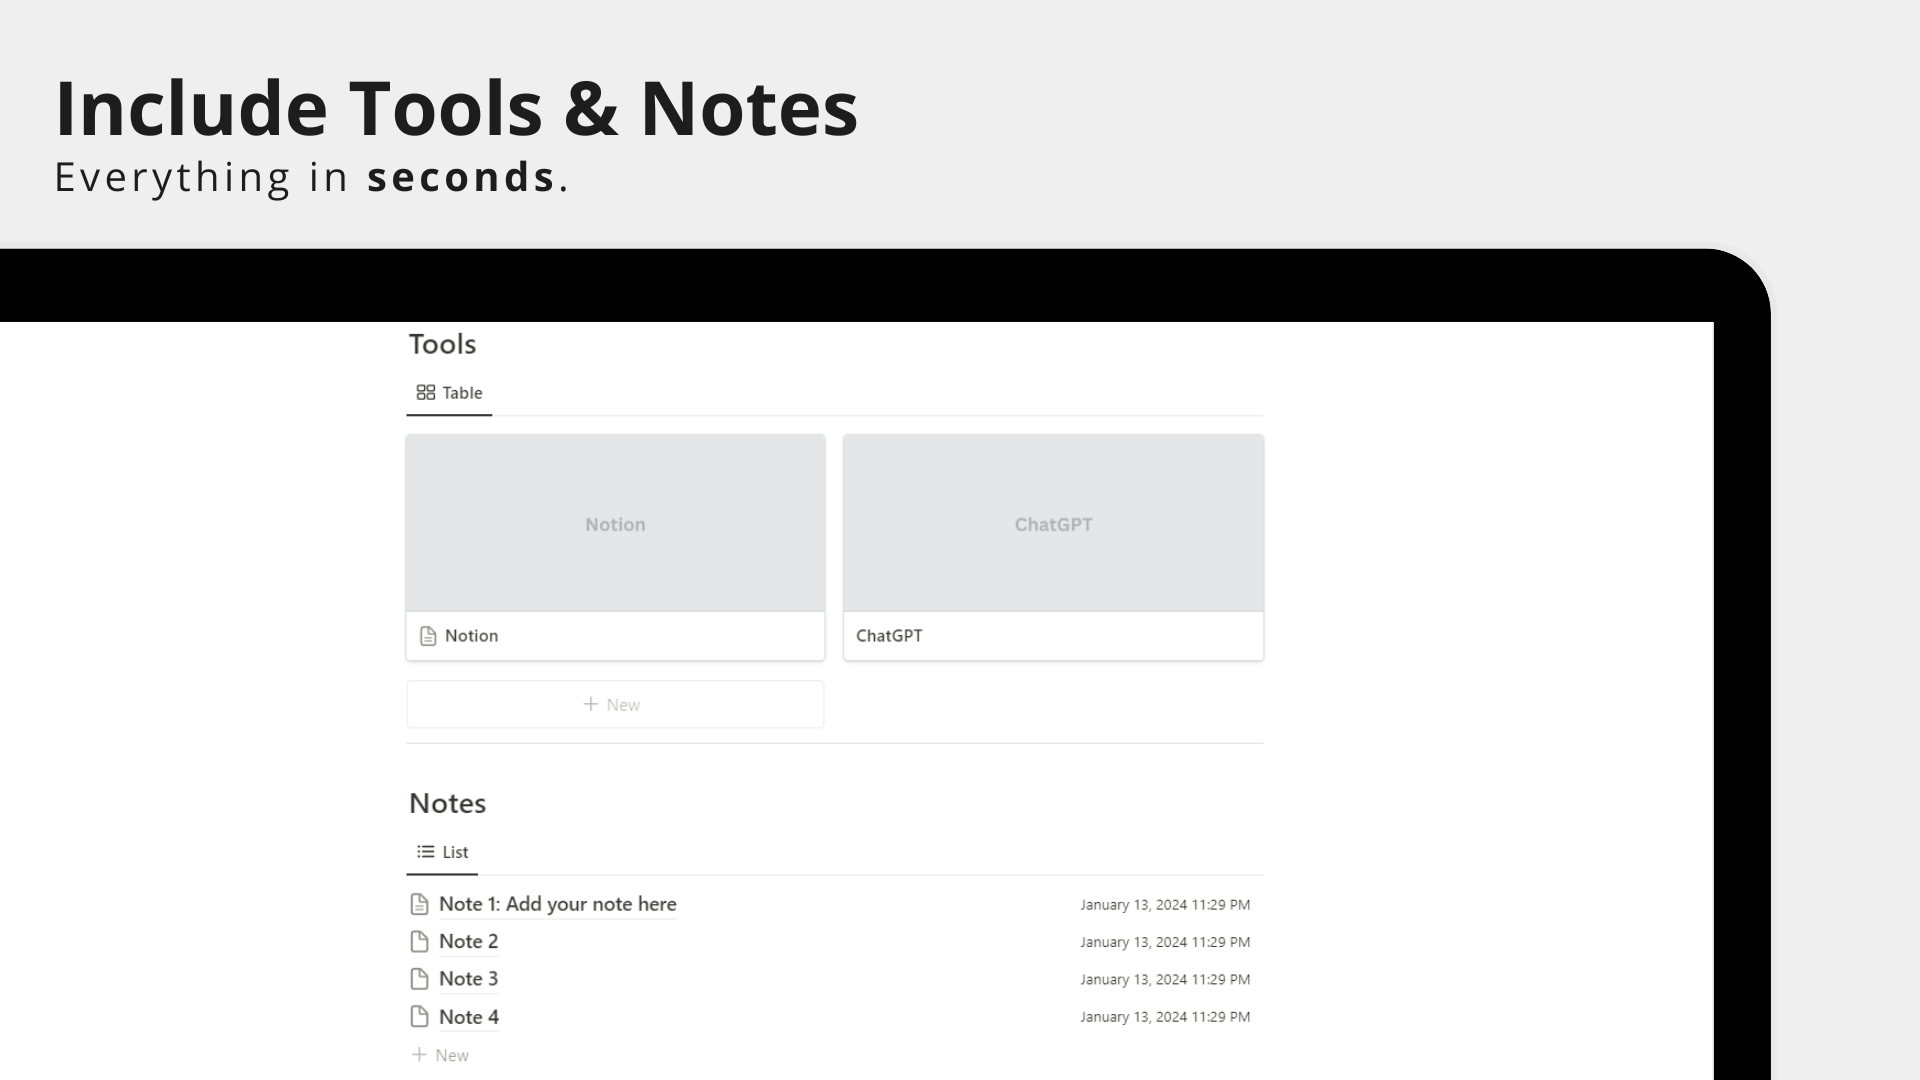 Include Tools & Notes
Everything in seconds.
Tools
Table
Notion
ChatGPT
Notion
ChatGPT
+ New
Notes
List
Note 1: Add your note here January 13, 2024 11:29 PM
Note 2 January 13, 2024 11:29 PM
Note 3 January 13, 2024 11:29 PM
Note 4 January 13, 2024 11:29 PM
+ New